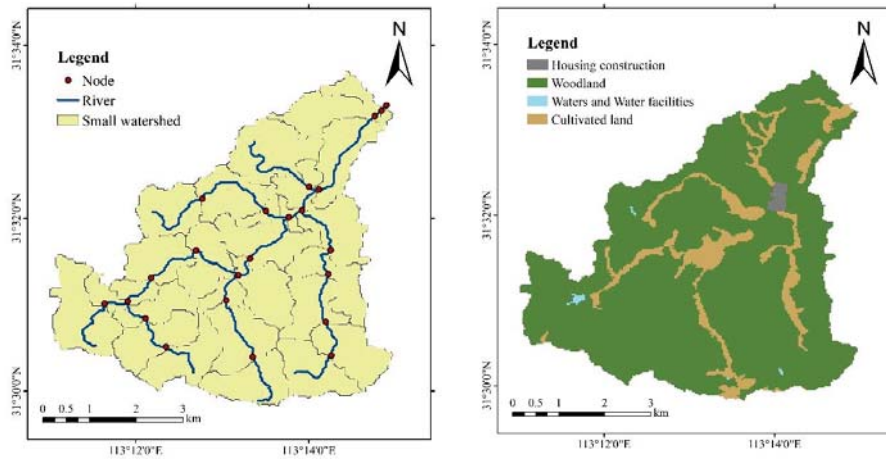 N
31°34'0"N
Legend
Node
River
Small watershed
31°32'0"N
31°30'0"N
0 0.5 1 2 3
km
113°12'0"E 113°14'0"E
N
31°34'0"N
Legend
Housing construction
Woodland
Waters and Water facilities
Cultivated land
31°32'0"N
31°30'0"N
0 0.5 1 2 3
km
113°12'0"E 113°14'0"E